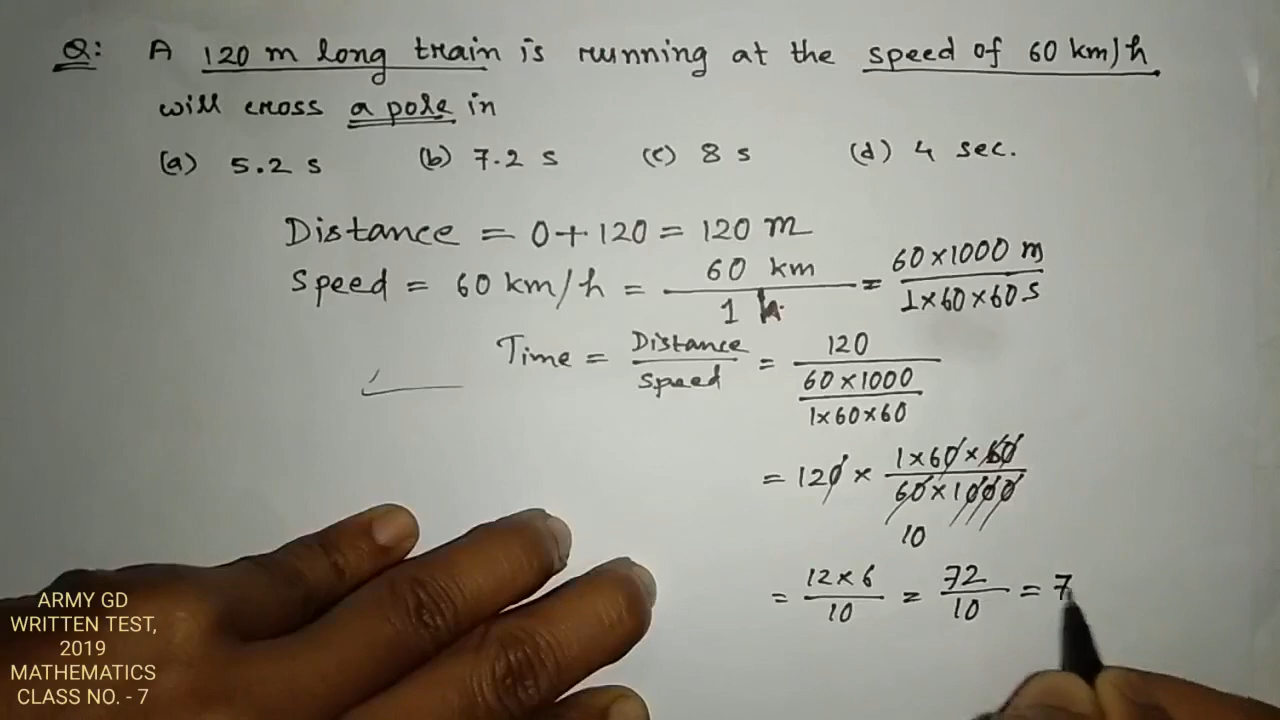 Q: A 120 m long train is running at the speed of 60 km/h
will cross a pole in
(a) 5.2 s (b) 7.2 s (c) 8 s (d) 4 sec.
Distance = 0+120 = 120 m
Speed = 60 km/h = 60 km / 1 h = 60×1000 m / 1×60×60 s
Time = Distance / Speed = 120 / (60×1000 / 1×60×60)
= 120 × 1×60×60 / 60×1000
10
= 12×6 / 10 = 72 / 10 = 7
ARMY GD
WRITTEN TEST,
2019
MATHEMATICS
CLASS NO. - 7